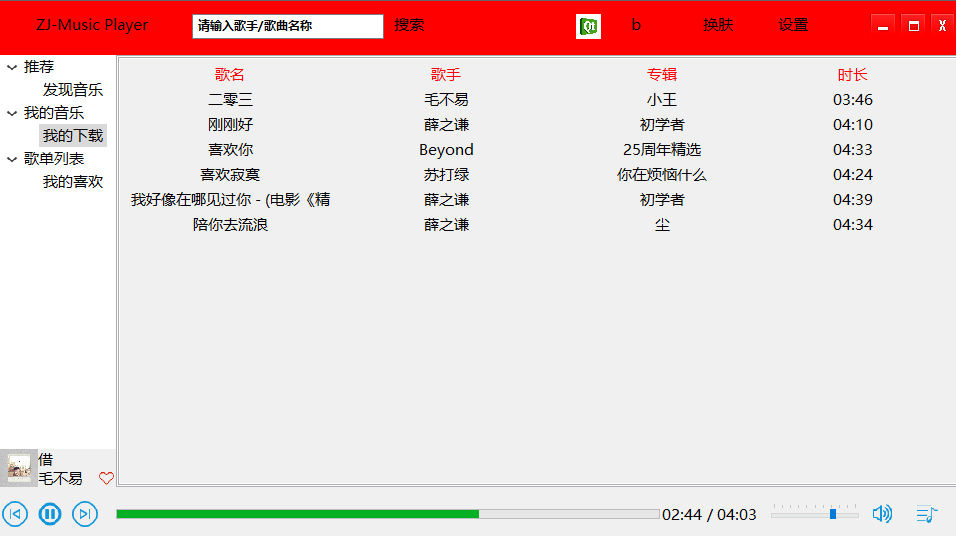 ZJ-Music Player 请输入歌手/歌曲名称 搜索 Qt b 换肤 设置 X
推荐
发现音乐
我的音乐
我的下载
歌单列表
我的喜欢
歌名 歌手 专辑 时长
二零三 毛不易 小王 03:46
刚刚好 薛之谦 初学者 04:10
喜欢你 Beyond 25周年精选 04:33
喜欢寂寞 苏打绿 你在烦恼什么 04:24
我好像在哪见过你 - (电影《精 薛之谦 初学者 04:39
陪你去流浪 薛之谦 尘 04:34
借
毛不易
02:44 / 04:03